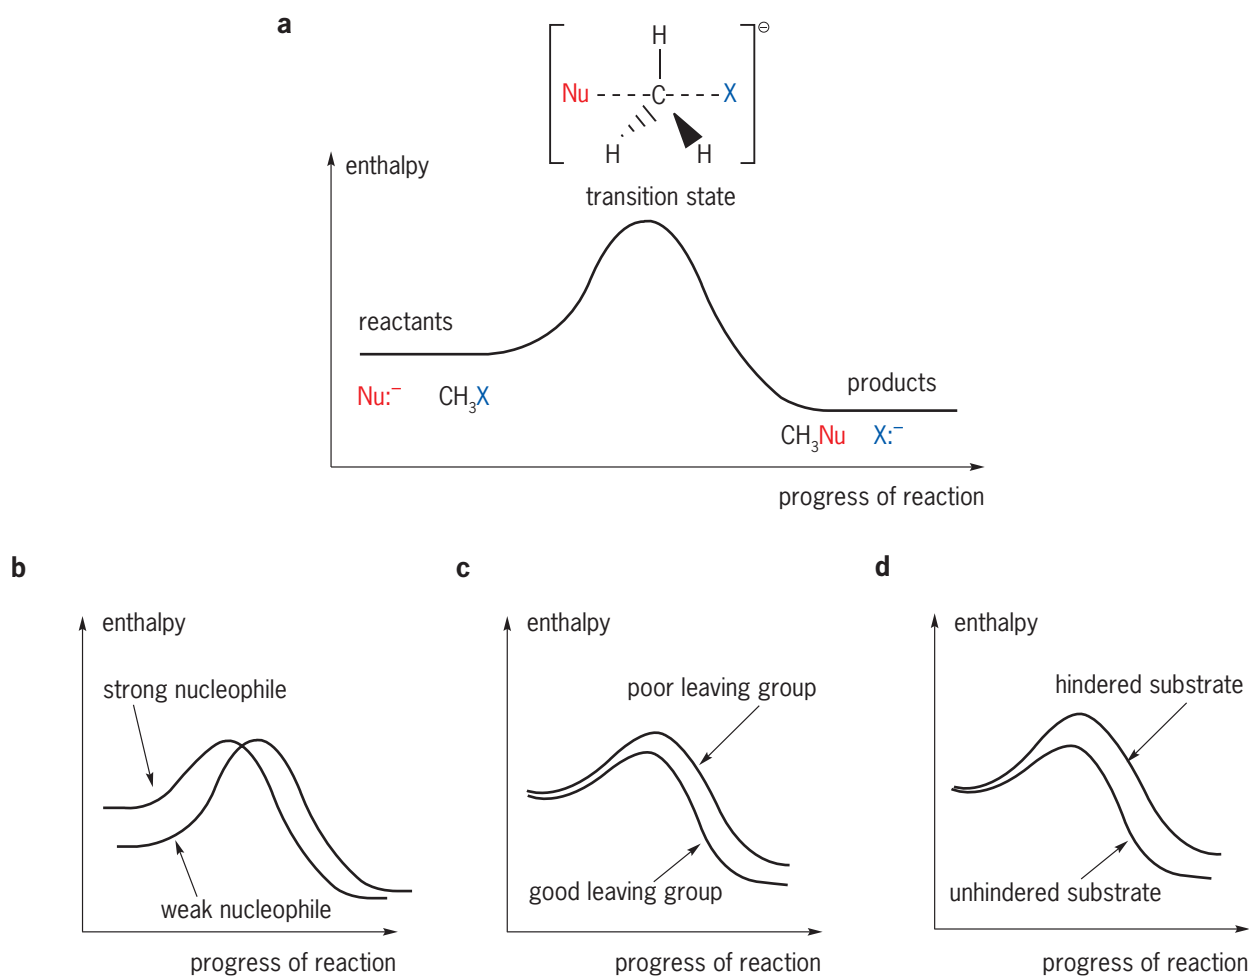 a
H
Nu C X
H H
⊖
enthalpy
transition state
reactants
Nu:⁻ CH₃X
products
CH₃Nu X:⁻
progress of reaction
b
enthalpy
strong nucleophile
weak nucleophile
progress of reaction
c
enthalpy
poor leaving group
good leaving group
progress of reaction
d
enthalpy
hindered substrate
unhindered substrate
progress of reaction